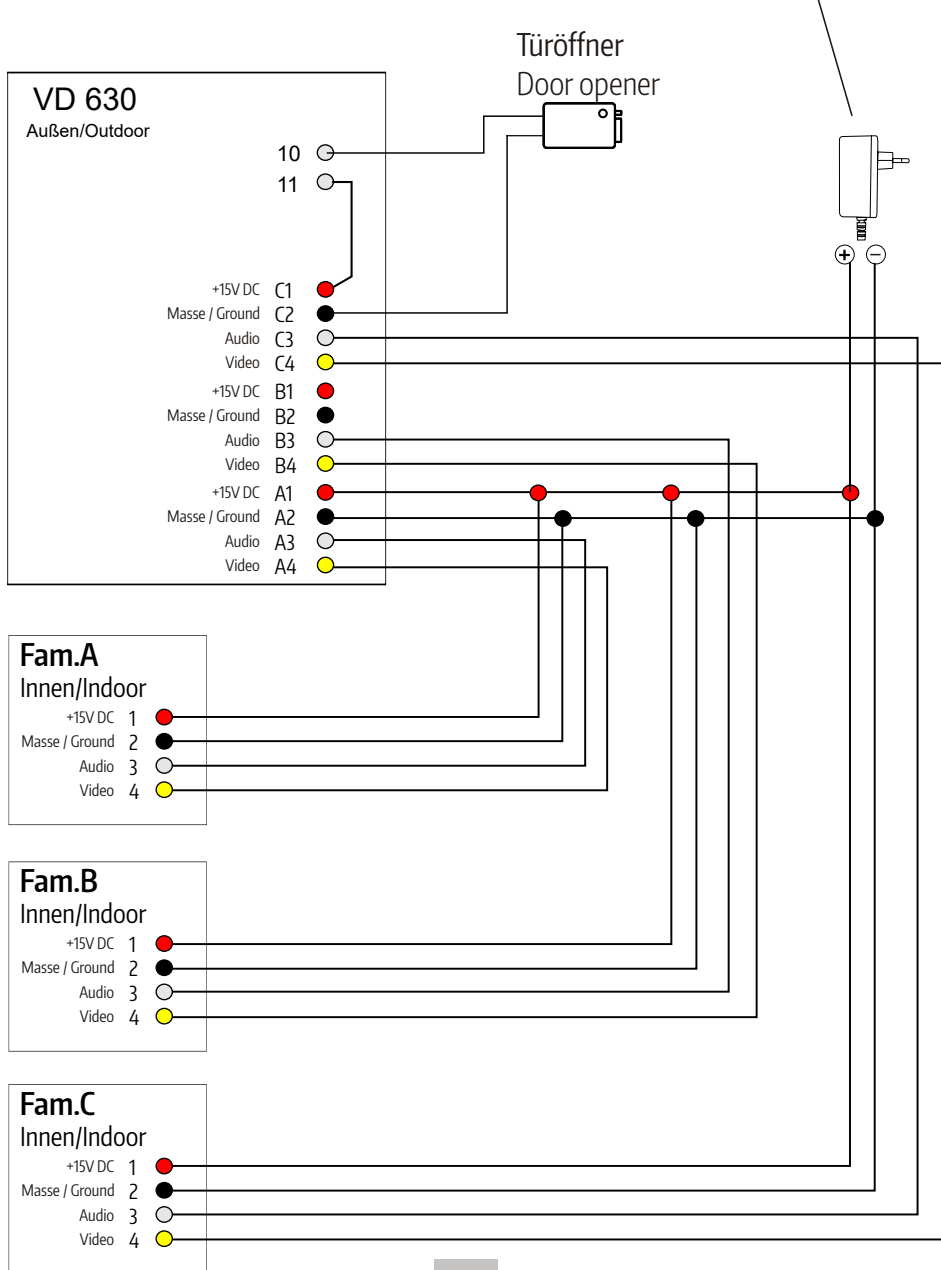 Türöffner
Door opener
VD 630
Außen/Outdoor
10
11
+15V DC C1
Masse / Ground C2
Audio C3
Video C4
+15V DC B1
Masse / Ground B2
Audio B3
Video B4
+15V DC A1
Masse / Ground A2
Audio A3
Video A4
+ −
Fam.A
Innen/Indoor
+15V DC 1
Masse / Ground 2
Audio 3
Video 4
Fam.B
Innen/Indoor
+15V DC 1
Masse / Ground 2
Audio 3
Video 4
Fam.C
Innen/Indoor
+15V DC 1
Masse / Ground 2
Audio 3
Video 4